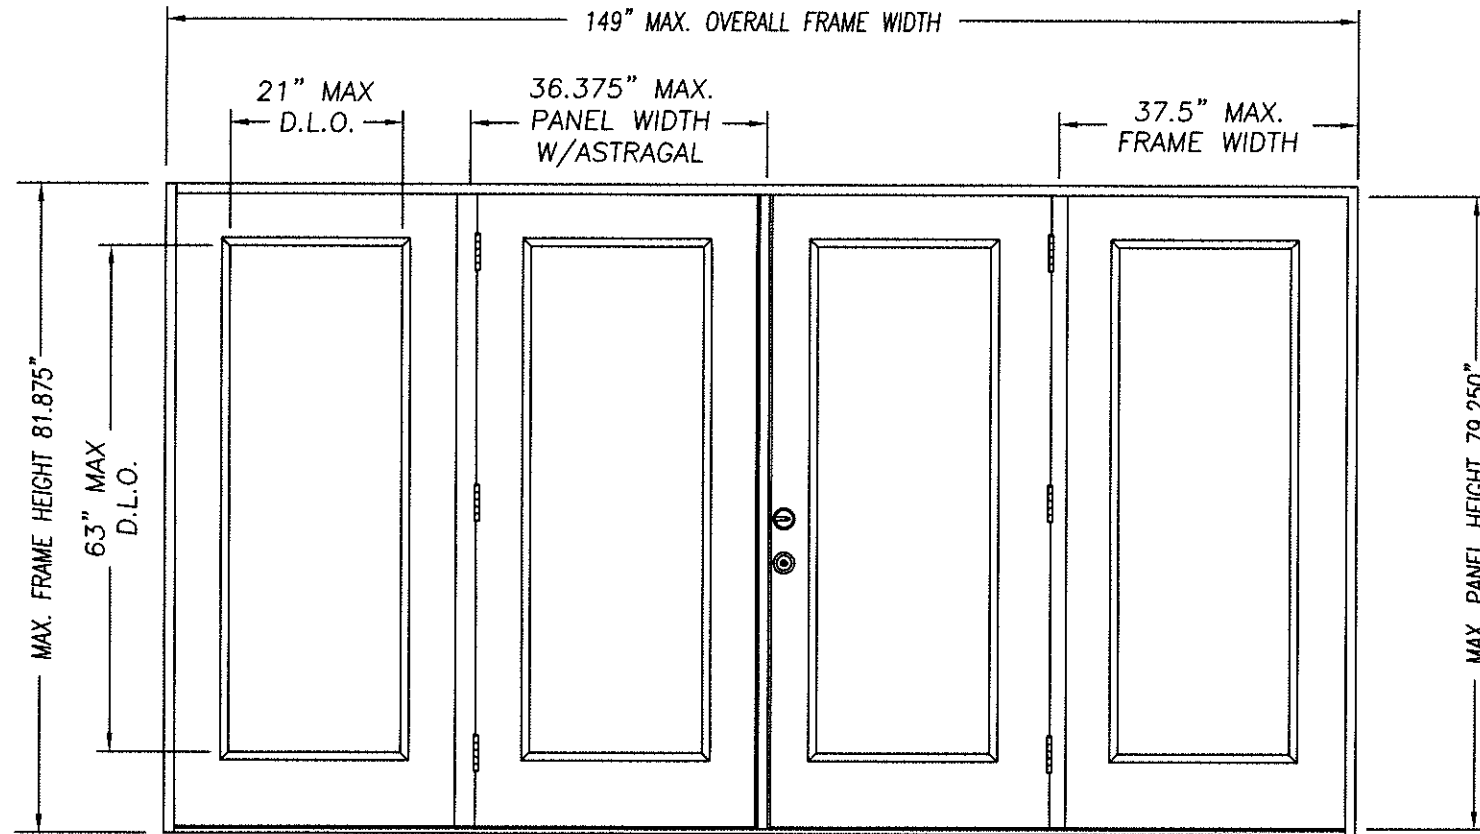 149" MAX. OVERALL FRAME WIDTH
21" MAX
D.L.O.
36.375" MAX.
PANEL WIDTH
W/ASTRAGAL
37.5" MAX.
FRAME WIDTH
MAX. FRAME HEIGHT 81.875"
63" MAX
D.L.O.
MAX. PANEL HEIGHT 79.250"